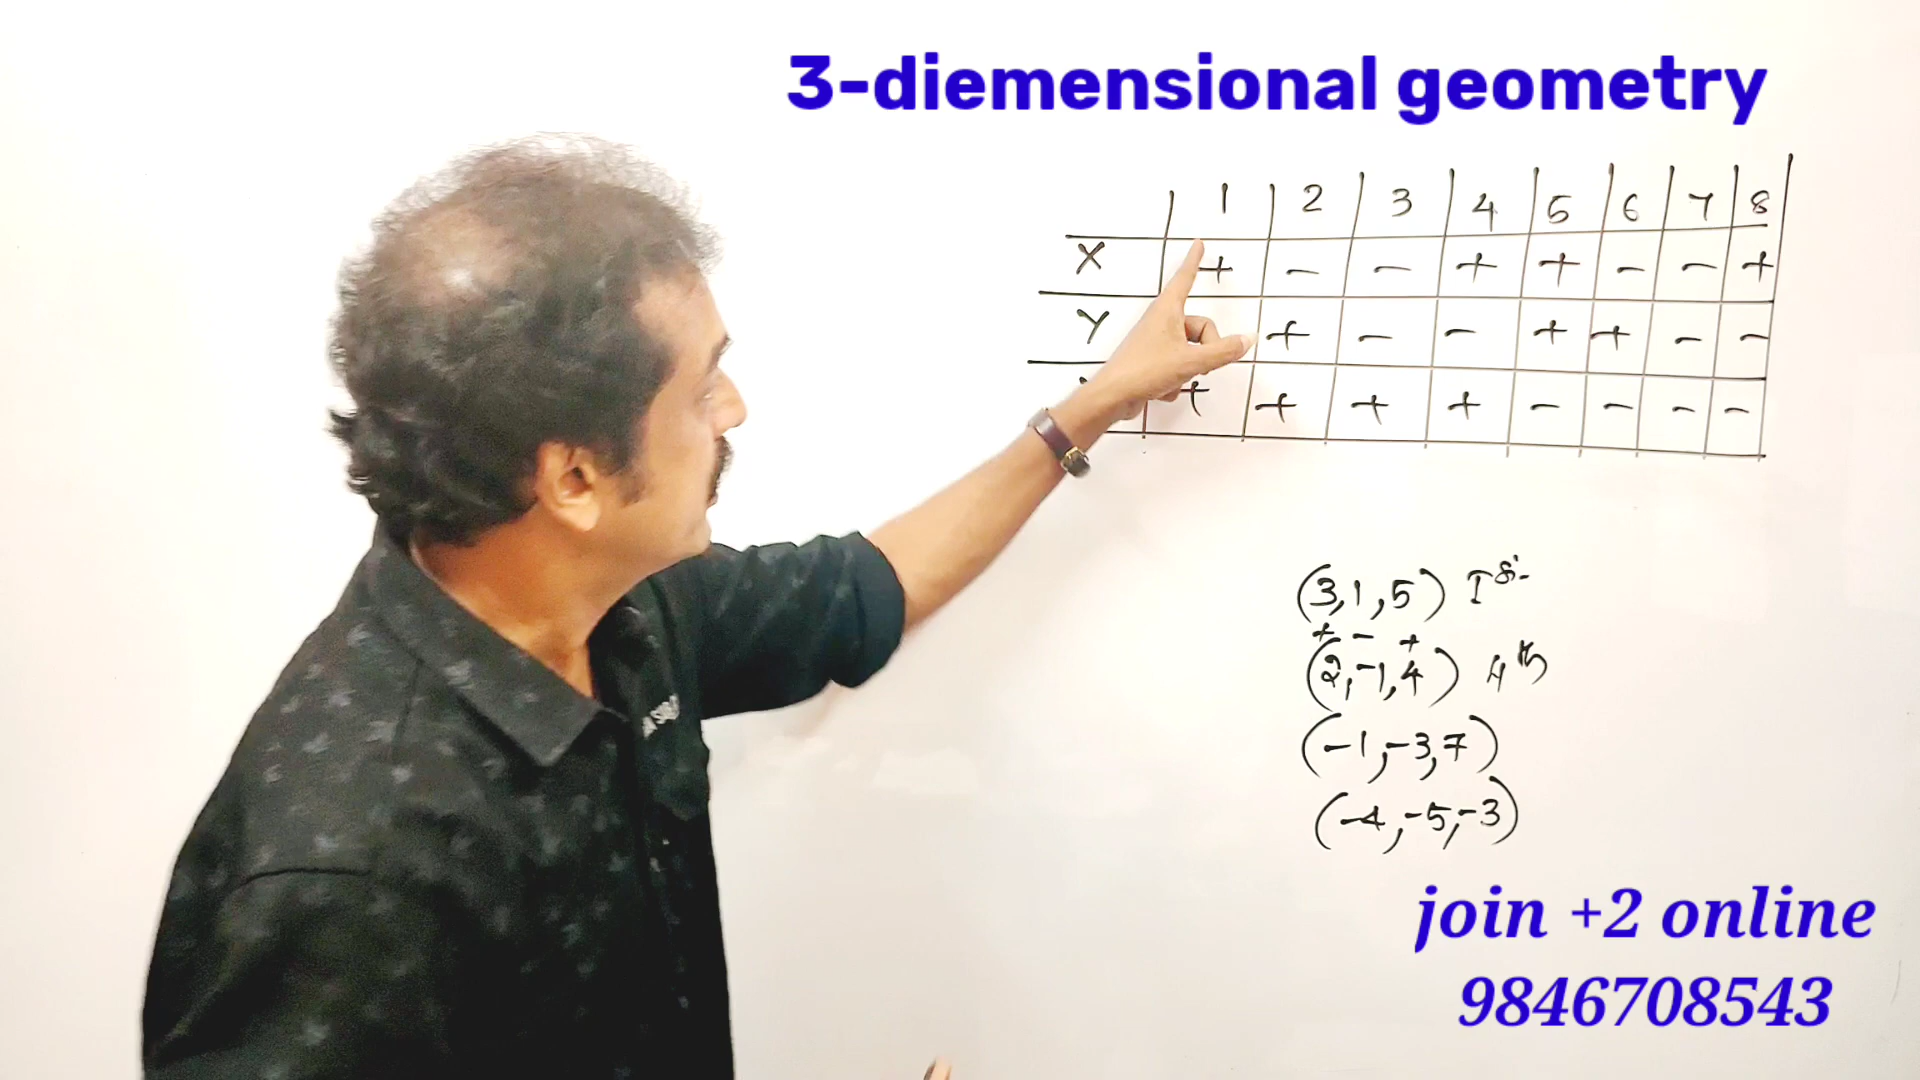 3-diemensional geometry
1 2 3 4 5 6 7 8
X + - - + + - - +
Y + - - + + - -
+ + + + - - - -
(3,1,5) Ist
+ - +
(2,-1,4) 4th
(-1,-3,7)
(-4,-5,-3)
join +2 online
9846708543